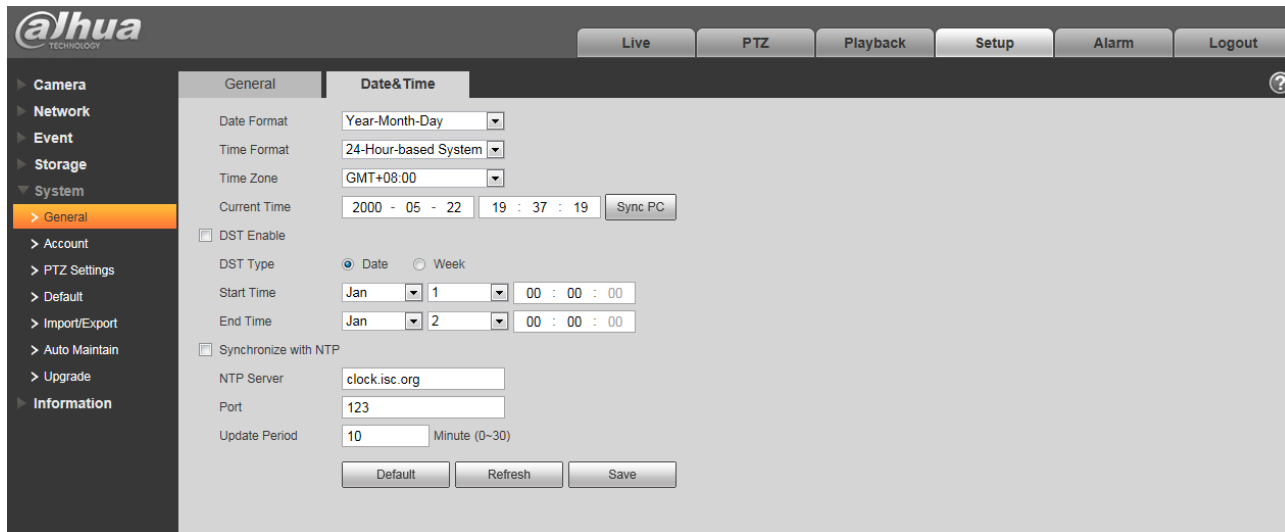 alhua
TECHNOLOGY
Live PTZ Playback Setup Alarm Logout
Camera
Network
Event
Storage
System
> General
> Account
> PTZ Settings
> Default
> Import/Export
> Auto Maintain
> Upgrade
Information
General Date&Time
?
Date Format Year-Month-Day
Time Format 24-Hour-based System
Time Zone GMT+08:00
Current Time 2000 - 05 - 22 19 : 37 : 19 Sync PC
DST Enable
DST Type Date Week
Start Time Jan 1 00 : 00 : 00
End Time Jan 2 00 : 00 : 00
Synchronize with NTP
NTP Server clock.isc.org
Port 123
Update Period 10 Minute (0~30)
Default Refresh Save